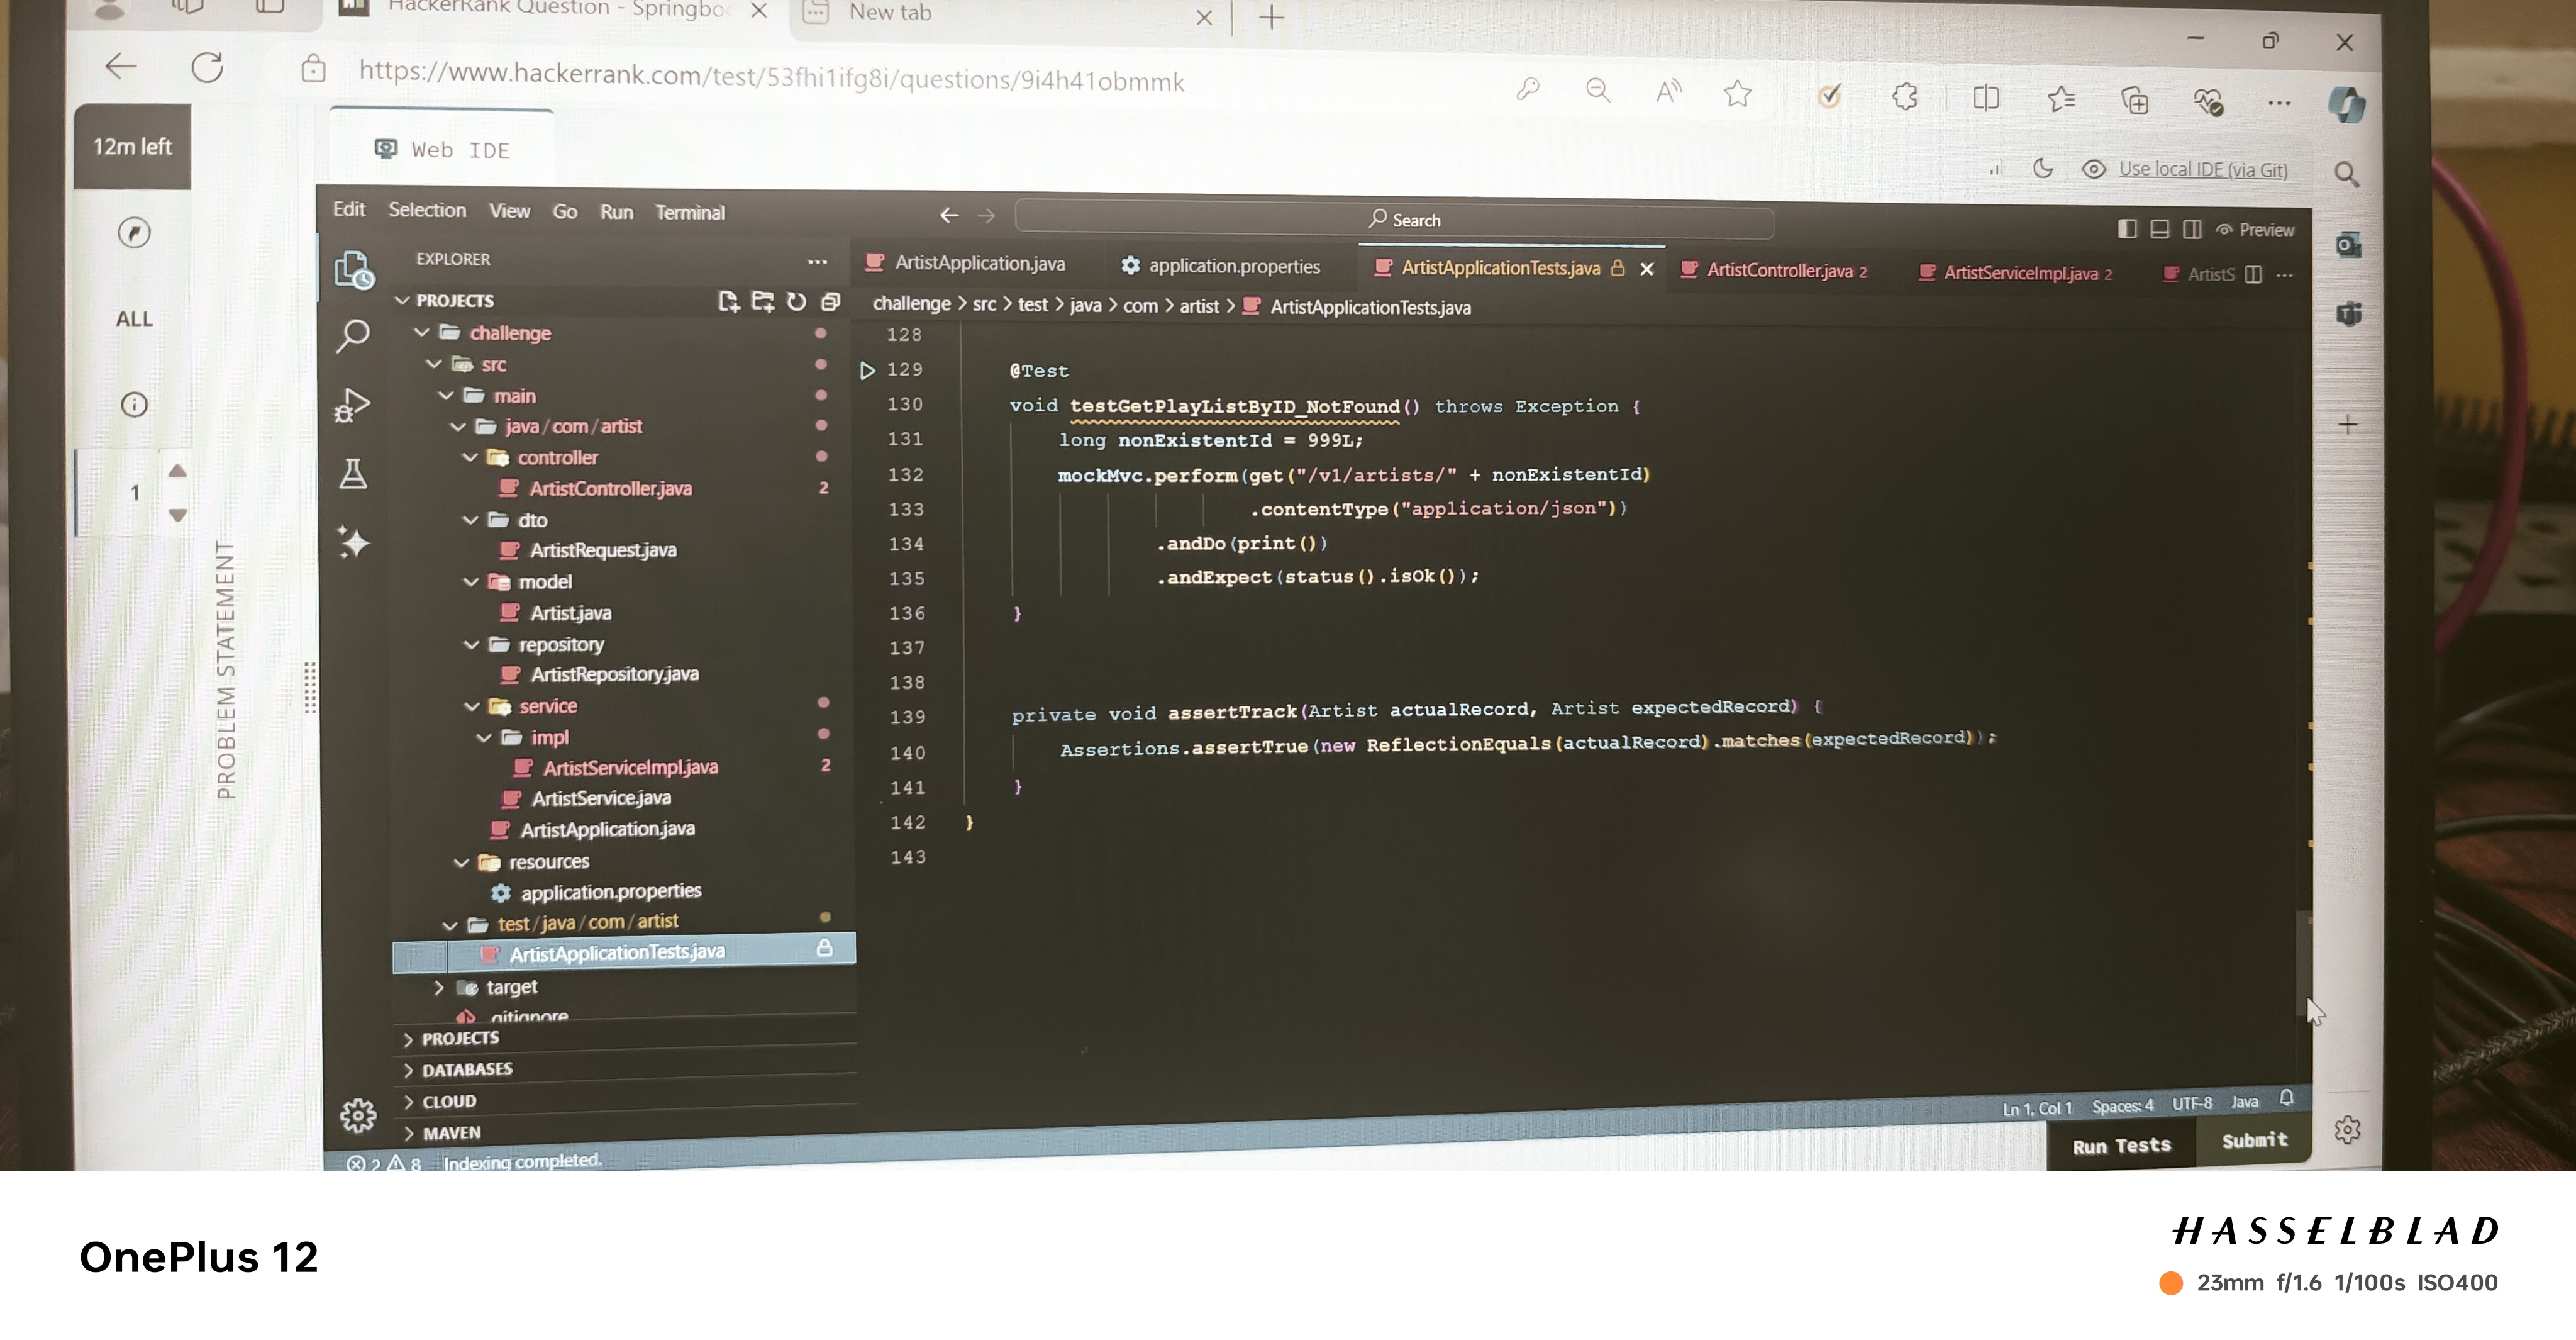 HackerRank Question - Springboo
New tab
https://www.hackerrank.com/test/53fhi1ifg8i/questions/9i4h41obmmk
12m left
Web IDE
Use local IDE (via Git)
Edit Selection View Go Run Terminal
Search
Preview
EXPLORER
ArtistApplication.java
application.properties
ArtistApplicationTests.java
ArtistController.java 2
ArtistServiceImpl.java 2
ArtistS
challenge > src > test > java > com > artist > ArtistApplicationTests.java
ALL
1
PROBLEM STATEMENT
PROJECTS
challenge
src
main
java/com/artist
controller
ArtistController.java 2
dto
ArtistRequest.java
model
Artist.java
repository
ArtistRepository.java
service
impl
ArtistServiceImpl.java 2
ArtistService.java
ArtistApplication.java
resources
application.properties
test/java/com/artist
ArtistApplicationTests.java
target
.gitignore
PROJECTS
DATABASES
CLOUD
MAVEN
128
129 @Test
130 void testGetPlayListByID_NotFound() throws Exception {
131 long nonExistentId = 999L;
132 mockMvc.perform(get("/v1/artists/" + nonExistentId)
133 .contentType("application/json"))
134 .andDo(print())
135 .andExpect(status().isOk());
136 }
137
138
139 private void assertTrack(Artist actualRecord, Artist expectedRecord) {
140 Assertions.assertTrue(new ReflectionEquals(actualRecord).matches(expectedRecord));
141 }
142 }
143
Ln 1, Col 1 Spaces: 4 UTF-8 Java
2 8 Indexing completed.
Run Tests
Submit
OnePlus 12
HASSELBLAD
23mm f/1.6 1/100s ISO400